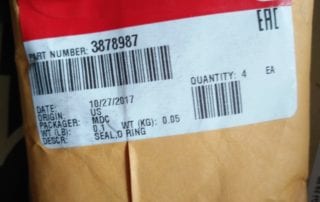 EAC
PART NUMBER: 3878987
QUANTITY: 4 EA
DATE: 10/27/2017
ORIGIN: US
PACKAGER: MDC
WT (LB): 0.1 WT (KG): 0.05
DESCR: SEAL,O RING